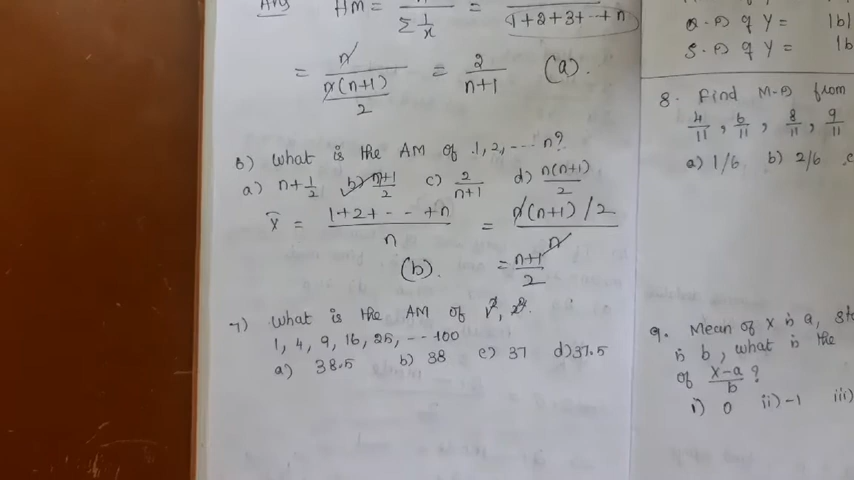 Ans HM = n / Σ 1/x = / 1+2+3+ -- + n
= n / n(n+1)/2 = 2/n+1 (a).
6) What is the AM of 1, 2, --- n?
a) n+1/2 b) n+1/2 c) 2/n+1 d) n(n+1)/2
x̄ = 1+2+ - - - +n / n = n(n+1)/2 / n
(b). = n+1/2
7) What is the AM of
1, 4, 9, 16, 25, --- 100
a) 38.5 b) 38 c) 37 d) 37.5
Q.D of Y = |b|
S.D of Y = |b
8. Find M.D from
4/11, 6/11, 8/11, 9/11
a) 1/6 b) 2/6 c
9. Mean of x is a,
is b, what is the
of x-a/b?
i) 0 ii) -1 iii)